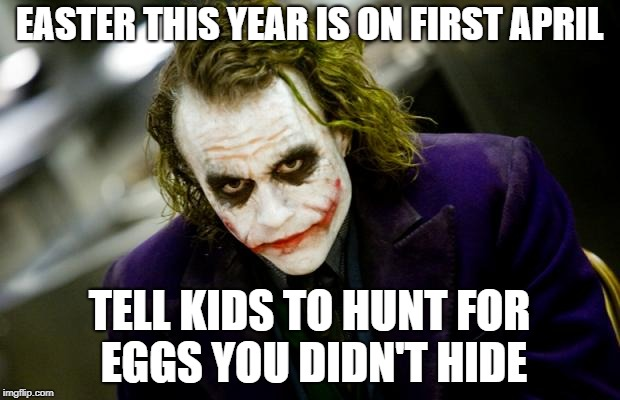 EASTER THIS YEAR IS ON FIRST APRIL
TELL KIDS TO HUNT FOR
EGGS YOU DIDN'T HIDE
imgflip.com